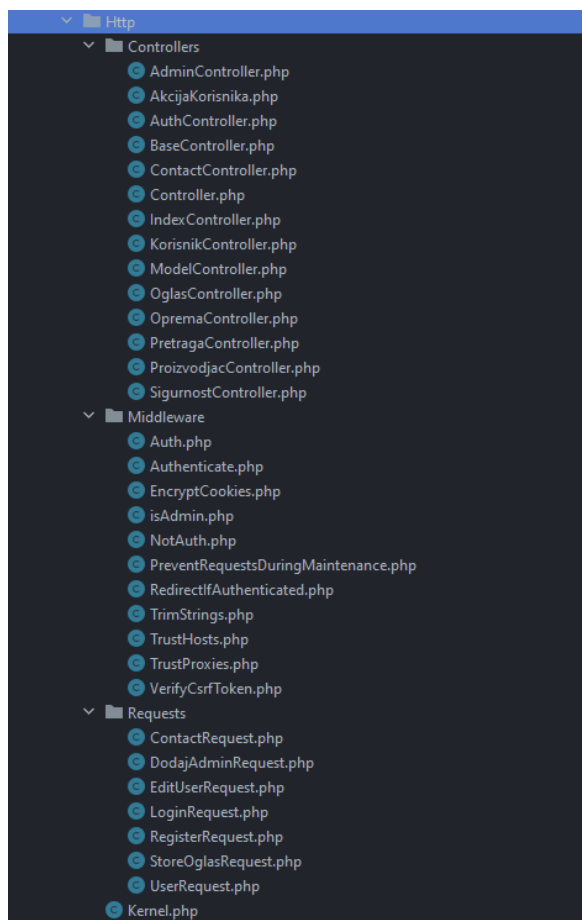 Http
Controllers
AdminController.php
AkcijaKorisnika.php
AuthController.php
BaseController.php
ContactController.php
Controller.php
IndexController.php
KorisnikController.php
ModelController.php
OglasController.php
OpremaController.php
PretragaController.php
ProizvodjacController.php
SigurnostController.php
Middleware
Auth.php
Authenticate.php
EncryptCookies.php
isAdmin.php
NotAuth.php
PreventRequestsDuringMaintenance.php
RedirectIfAuthenticated.php
TrimStrings.php
TrustHosts.php
TrustProxies.php
VerifyCsrfToken.php
Requests
ContactRequest.php
DodajAdminRequest.php
EditUserRequest.php
LoginRequest.php
RegisterRequest.php
StoreOglasRequest.php
UserRequest.php
Kernel.php